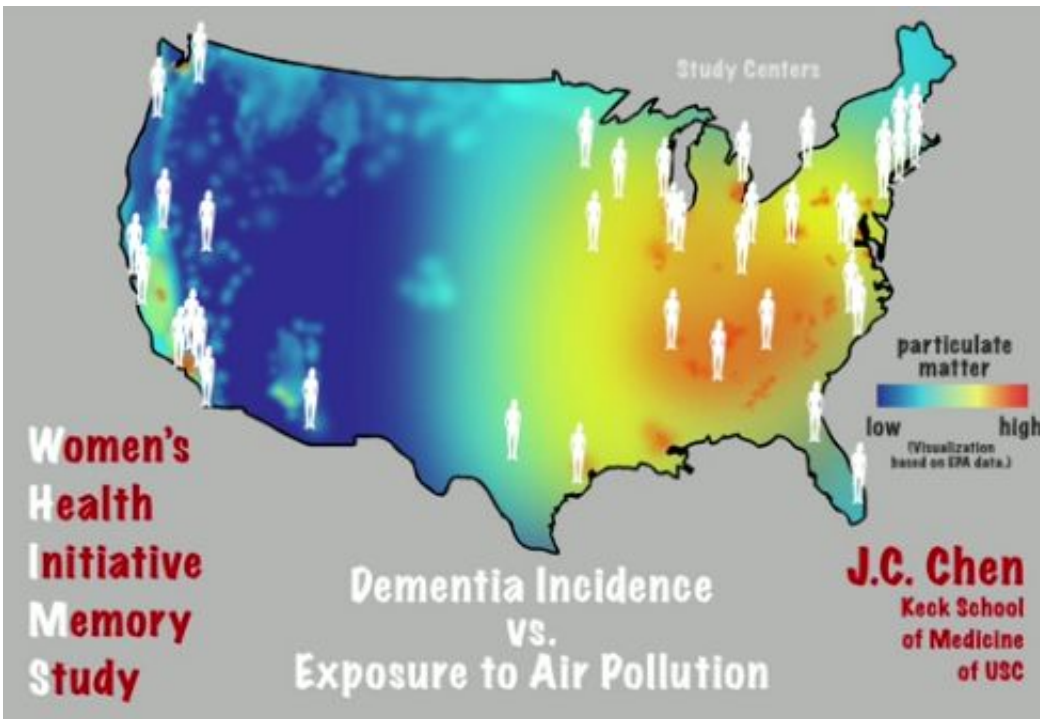 Study Centers
particulate
matter
low high
(Visualization
based on EPA data.)
Women's
Health
Initiative
Memory
Study
Dementia Incidence
vs.
Exposure to Air Pollution
J.C. Chen
Keck School
of Medicine
of USC